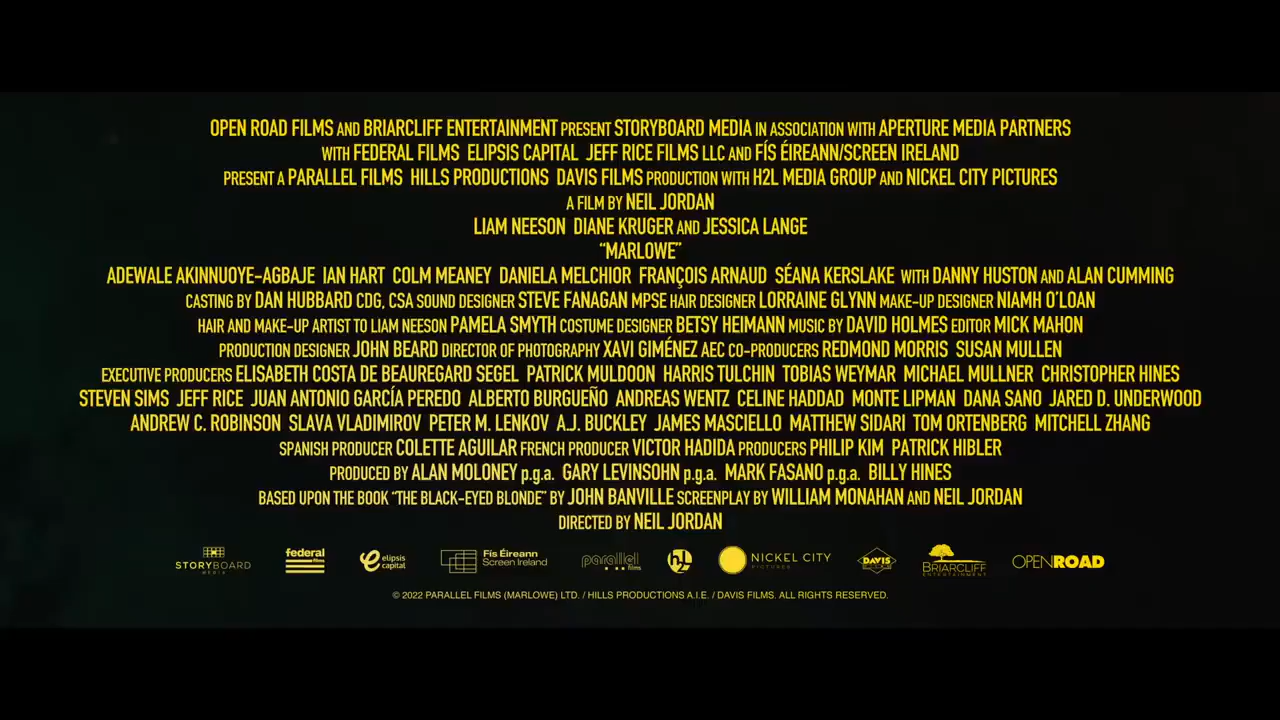 OPEN ROAD FILMS AND BRIARCLIFF ENTERTAINMENT PRESENT STORYBOARD MEDIA IN ASSOCIATION WITH APERTURE MEDIA PARTNERS
WITH FEDERAL FILMS ELIPSIS CAPITAL JEFF RICE FILMS LLC AND FÍS ÉIREANN/SCREEN IRELAND
PRESENT A PARALLEL FILMS HILLS PRODUCTIONS DAVIS FILMS PRODUCTION WITH H2L MEDIA GROUP AND NICKEL CITY PICTURES
A FILM BY NEIL JORDAN
LIAM NEESON DIANE KRUGER AND JESSICA LANGE
“MARLOWE”
ADEWALE AKINNUOYE-AGBAJE IAN HART COLM MEANEY DANIELA MELCHIOR FRANÇOIS ARNAUD SÉANA KERSLAKE WITH DANNY HUSTON AND ALAN CUMMING
CASTING BY DAN HUBBARD CDG, CSA SOUND DESIGNER STEVE FANAGAN MPSE HAIR DESIGNER LORRAINE GLYNN MAKE-UP DESIGNER NIAMH O'LOAN
HAIR AND MAKE-UP ARTIST TO LIAM NEESON PAMELA SMYTH COSTUME DESIGNER BETSY HEIMANN MUSIC BY DAVID HOLMES EDITOR MICK MAHON
PRODUCTION DESIGNER JOHN BEARD DIRECTOR OF PHOTOGRAPHY XAVI GIMÉNEZ AEC CO-PRODUCERS REDMOND MORRIS SUSAN MULLEN
EXECUTIVE PRODUCERS ELISABETH COSTA DE BEAUREGARD SEGEL PATRICK MULDOON HARRIS TULCHIN TOBIAS WEYMAR MICHAEL MULLNER CHRISTOPHER HINES
STEVEN SIMS JEFF RICE JUAN ANTONIO GARCÍA PEREDO ALBERTO BURGUEÑO ANDREAS WENTZ CELINE HADDAD MONTE LIPMAN DANA SANO JARED D. UNDERWOOD
ANDREW C. ROBINSON SLAVA VLADIMIROV PETER M. LENKOV A.J. BUCKLEY JAMES MASCIELLO MATTHEW SIDARI TOM ORTENBERG MITCHELL ZHANG
SPANISH PRODUCER COLETTE AGUILAR FRENCH PRODUCER VICTOR HADIDA PRODUCERS PHILIP KIM PATRICK HIBLER
PRODUCED BY ALAN MOLONEY p.g.a. GARY LEVINSOHN p.g.a. MARK FASANO p.g.a. BILLY HINES
BASED UPON THE BOOK “THE BLACK-EYED BLONDE” BY JOHN BANVILLE SCREENPLAY BY WILLIAM MONAHAN AND NEIL JORDAN
DIRECTED BY NEIL JORDAN
STORYBOARD MEDIA
federal films
elipsis capital
Fís Éireann
Screen Ireland
parallel films
NICKEL CITY PICTURES
DAVIS
BRIARCLIFF ENTERTAINMENT
OPEN ROAD
© 2022 PARALLEL FILMS (MARLOWE) LTD. / HILLS PRODUCTIONS A.I.E. / DAVIS FILMS. ALL RIGHTS RESERVED.